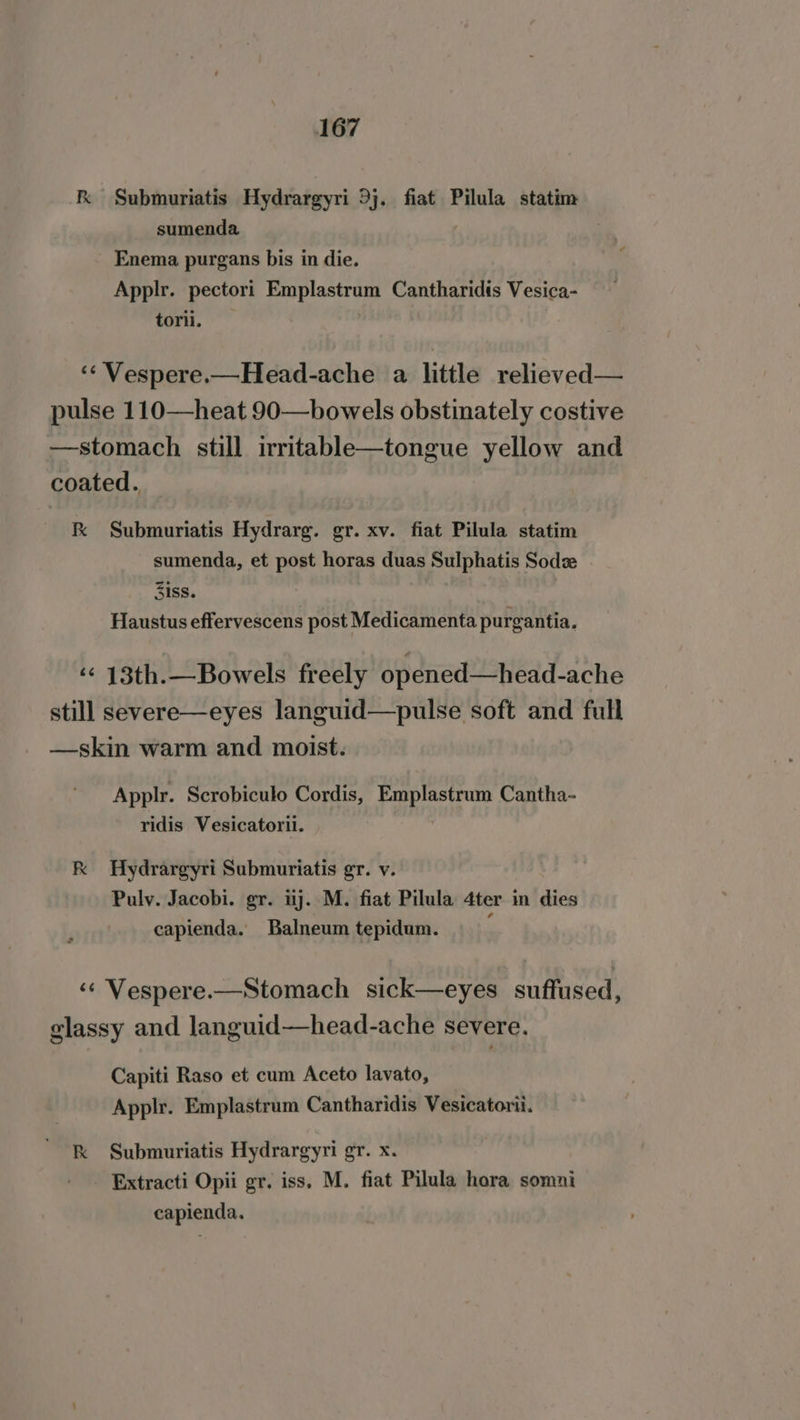 167
℞ Submuriatis Hydrargyri ℈j. fiat Pilula statim
sumenda
Enema purgans bis in die.
Applr. pectori Emplastrum Cantharidis Vesica-
torii.
“Vespere.—Head-ache a little relieved—
pulse 110—heat 90—bowels obstinately costive
—stomach still irritable—tongue yellow and
coated.
℞ Submuriatis Hydrarg. gr. xv. fiat Pilula statim
sumenda, et post horas duas Sulphatis Sodæ
℥iss.
Haustus effervescens post Medicamenta purgantia.
“13th.—Bowels freely opened—head-ache
still severe—eyes languid—pulse soft and full
—skin warm and moist.
Applr. Scrobiculo Cordis, Emplastrum Cantha-
ridis Vesicatorii.
℞ Hydrargyri Submuriatis gr. v.
Pulv. Jacobi. gr. iij. M. fiat Pilula 4ter in dies
capienda. Balneum tepidum.
“Vespere.—Stomach sick—eyes suffused,
glassy and languid—head-ache severe.
Capiti Raso et cum Aceto lavato,
Applr. Emplastrum Cantharidis Vesicatorii.
℞ Submuriatis Hydrargyri gr. x.
Extracti Opii gr. iss. M. fiat Pilula hora somni
capienda.